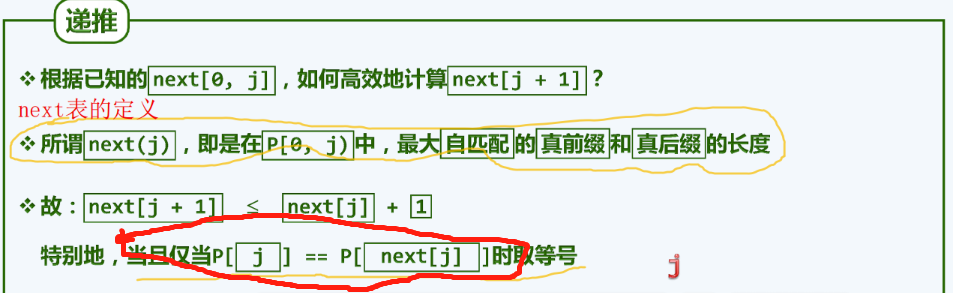 递推
❖根据已知的next[0, j]，如何高效地计算next[j + 1]？
next表的定义
❖所谓next(j)，即是在P[0, j)中，最大自匹配的真前缀和真后缀的长度
❖故：next[j + 1] ≤ next[j] + 1
特别地，当且仅当P[ j ] == P[ next[j] ]时取等号
j